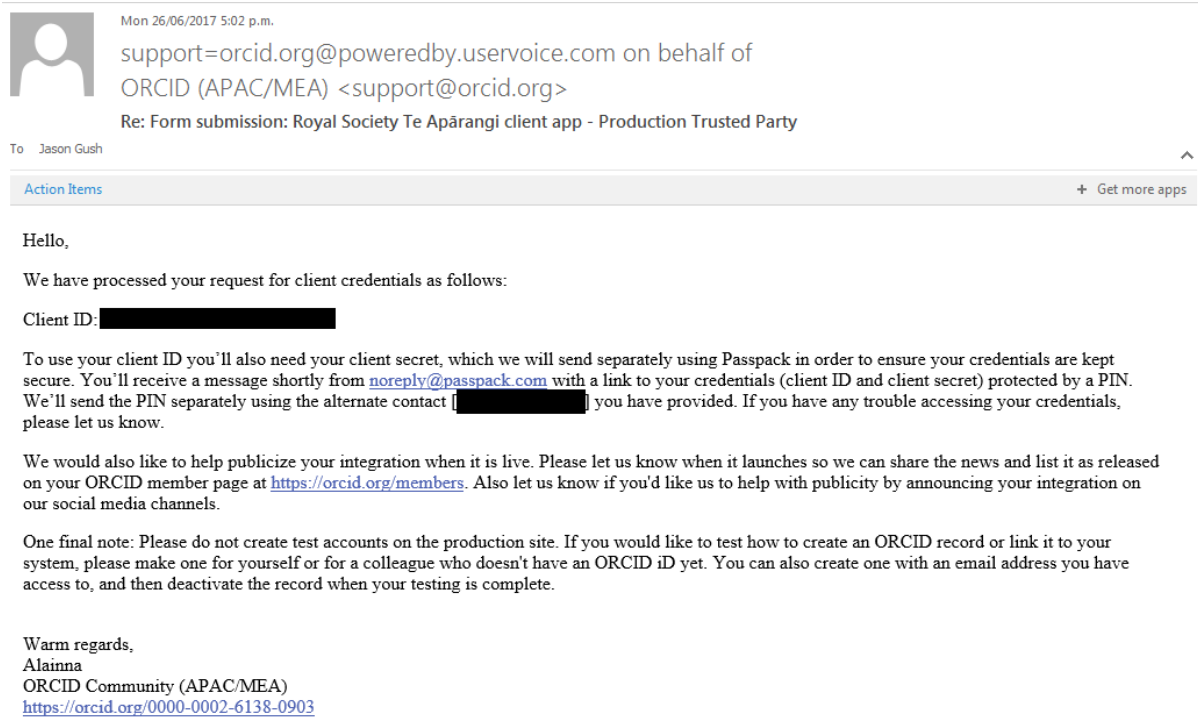 Mon 26/06/2017 5:02 p.m.
support=orcid.org@poweredby.uservoice.com on behalf of
ORCID (APAC/MEA) <support@orcid.org>
Re: Form submission: Royal Society Te Apārangi client app - Production Trusted Party
To Jason Gush
Action Items
+ Get more apps
Hello,
We have processed your request for client credentials as follows:
Client ID:
To use your client ID you’ll also need your client secret, which we will send separately using Passpack in order to ensure your credentials are kept
secure. You’ll receive a message shortly from noreply@passpack.com with a link to your credentials (client ID and client secret) protected by a PIN.
We’ll send the PIN separately using the alternate contact [ ] you have provided. If you have any trouble accessing your credentials,
please let us know.
We would also like to help publicize your integration when it is live. Please let us know when it launches so we can share the news and list it as released
on your ORCID member page at https://orcid.org/members. Also let us know if you'd like us to help with publicity by announcing your integration on
our social media channels.
One final note: Please do not create test accounts on the production site. If you would like to test how to create an ORCID record or link it to your
system, please make one for yourself or for a colleague who doesn't have an ORCID iD yet. You can also create one with an email address you have
access to, and then deactivate the record when your testing is complete.
Warm regards,
Alainna
ORCID Community (APAC/MEA)
https://orcid.org/0000-0002-6138-0903